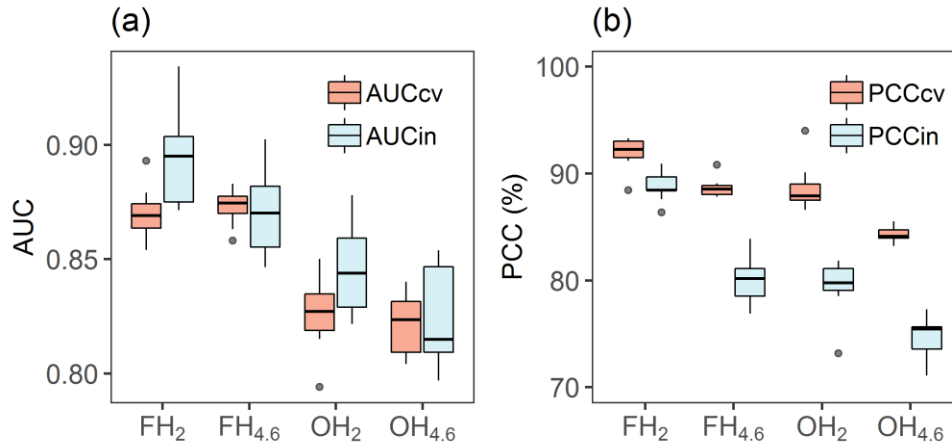 (a)
AUC
0.90
0.85
0.80
AUCcv
AUCin
FH₂ FH₄.₆ OH₂ OH₄.₆
(b)
PCC (%)
100
90
80
70
PCCcv
PCCin
FH₂ FH₄.₆ OH₂ OH₄.₆